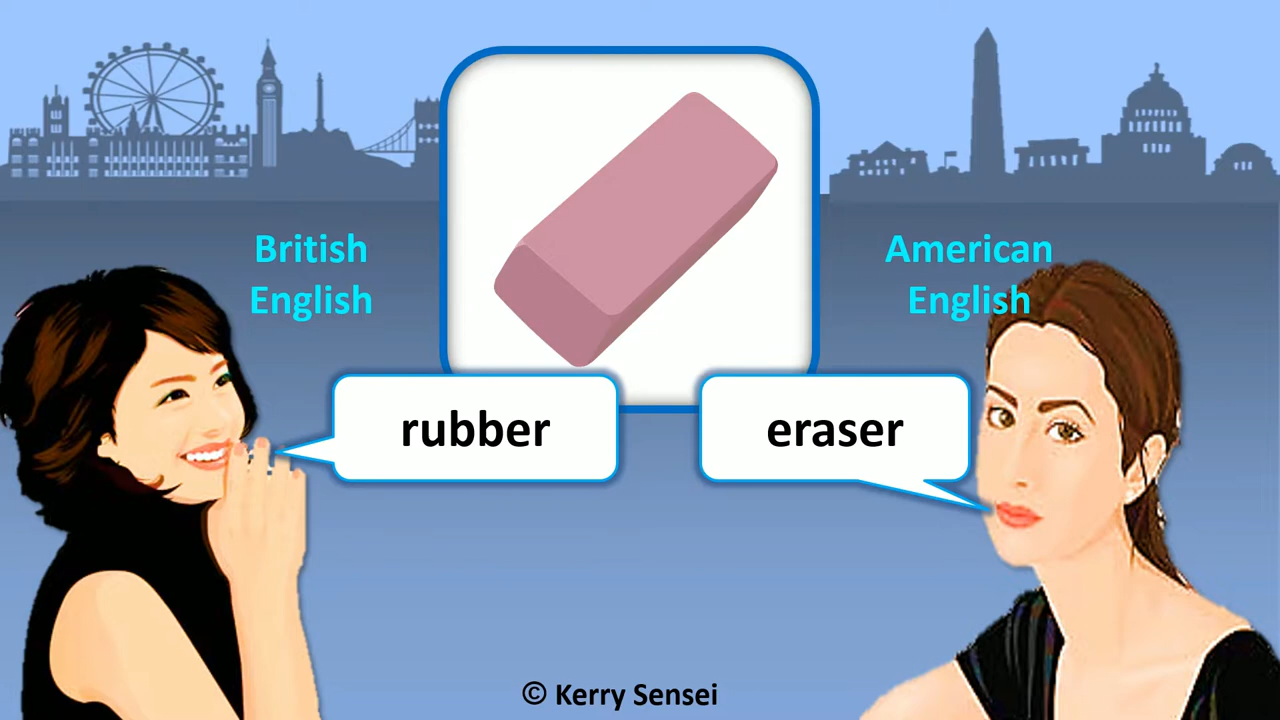 British
English
American
English
rubber
eraser
© Kerry Sensei